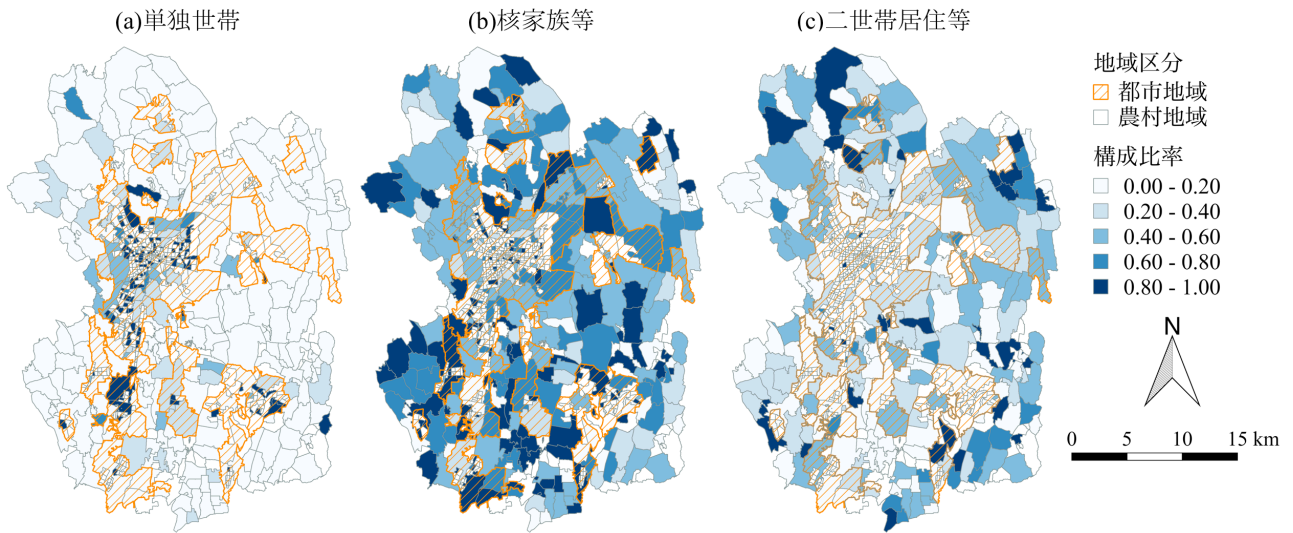 (a)単独世帯
(b)核家族等
(c)二世帯居住等
地域区分
都市地域
農村地域
構成比率
0.00 - 0.20
0.20 - 0.40
0.40 - 0.60
0.60 - 0.80
0.80 - 1.00
N
0 5 10 15 km